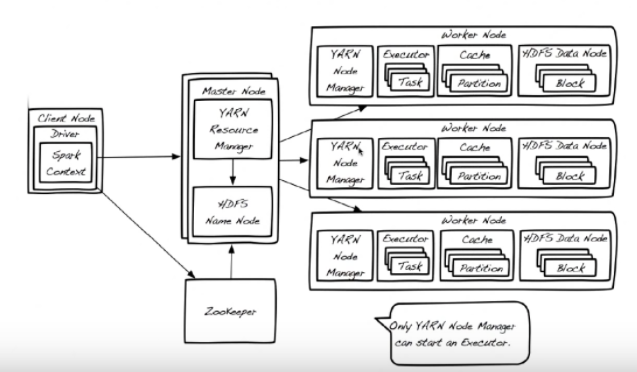 Client Node
Driver
Spark
Context
Master Node
YARN
Resource
Manager
HDFS
Name Node
ZooKeeper
Worker Node
YARN
Node
Manager
Executor
Task
Cache
Partition
HDFS Data Node
Block
Worker Node
YARN
Node
Manager
Executor
Task
Cache
Partition
HDFS Data Node
Block
Worker Node
YARN
Node
Manager
Executor
Task
Cache
Partition
HDFS Data Node
Block
Only YARN Node Manager
can start an Executor.